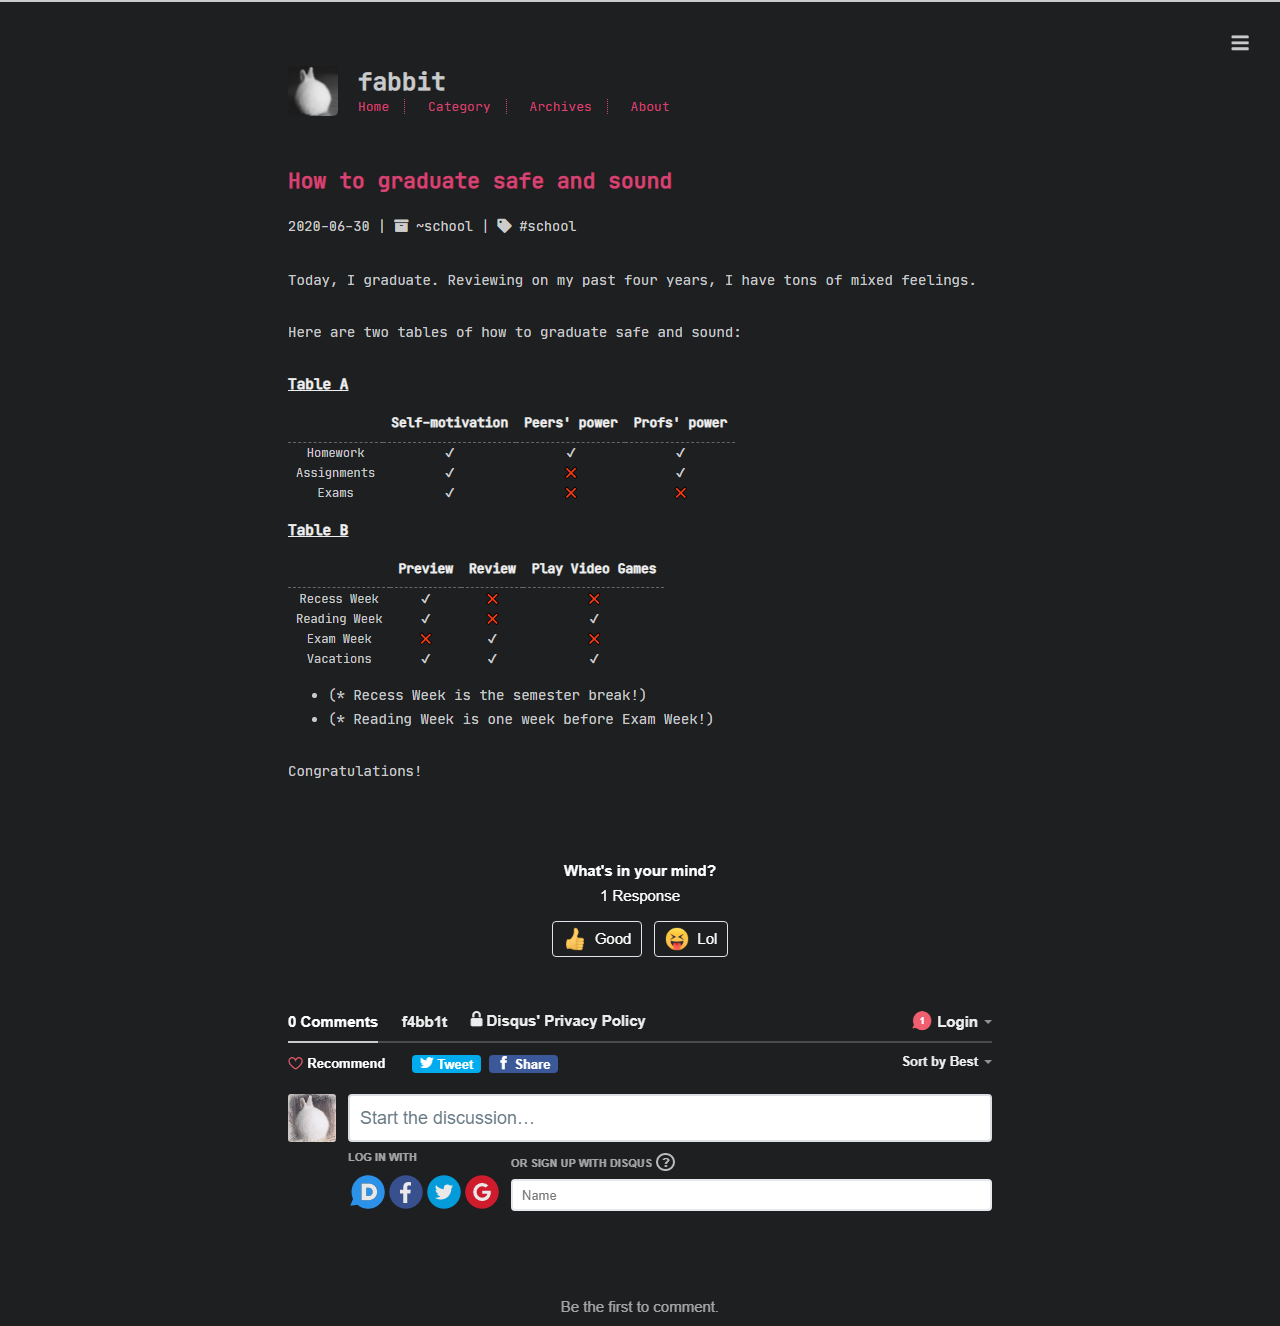 fabbit
Home Category Archives About
How to graduate safe and sound
2020-06-30 | ~school | #school
Today, I graduate. Reviewing on my past four years, I have tons of mixed feelings.
Here are two tables of how to graduate safe and sound:
Table A
Self-motivation Peers' power Profs' power
Homework ✓ ✓ ✓
Assignments ✓ ❌ ✓
Exams ✓ ❌ ❌
Table B
Preview Review Play Video Games
Recess Week ✓ ❌ ❌
Reading Week ✓ ❌ ✓
Exam Week ❌ ✓ ❌
Vacations ✓ ✓ ✓
• (* Recess Week is the semester break!)
• (* Reading Week is one week before Exam Week!)
Congratulations!
What's in your mind?
1 Response
👍 Good 😝 Lol
0 Comments f4bb1t Disqus' Privacy Policy 1 Login
Recommend Tweet Share Sort by Best
Start the discussion…
LOG IN WITH
OR SIGN UP WITH DISQUS ?
Name
Be the first to comment.